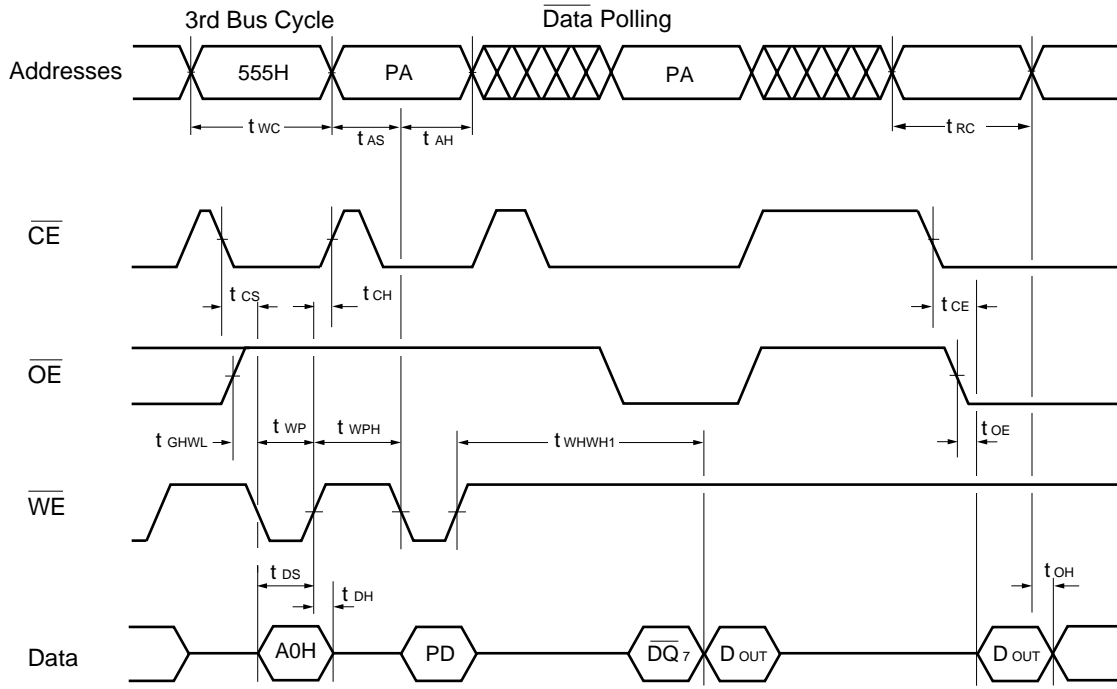 3rd Bus Cycle
Data Polling
Addresses
555H
PA
PA
t WC
t AS
t AH
t RC
CE
t CS
t CH
t CE
OE
t GHWL
t WP
t WPH
t WHWH1
t OE
WE
t DS
t DH
t OH
Data
A0H
PD
DQ 7
D OUT
D OUT